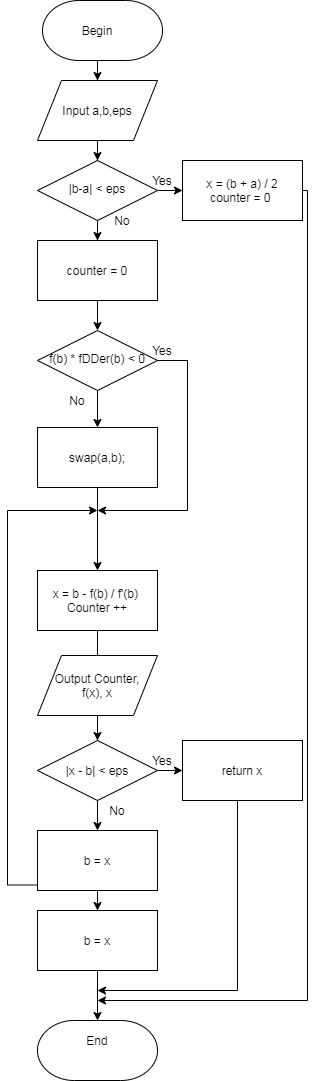 Begin
Input a,b,eps
|b-a| < eps
Yes
x = (b + a) / 2
counter = 0
No
counter = 0
f(b) * fDDer(b) < 0
Yes
No
swap(a,b);
x = b - f(b) / f'(b)
Counter ++
Output Counter,
f(x), x
|x - b| < eps
Yes
return x
No
b = x
b = x
End